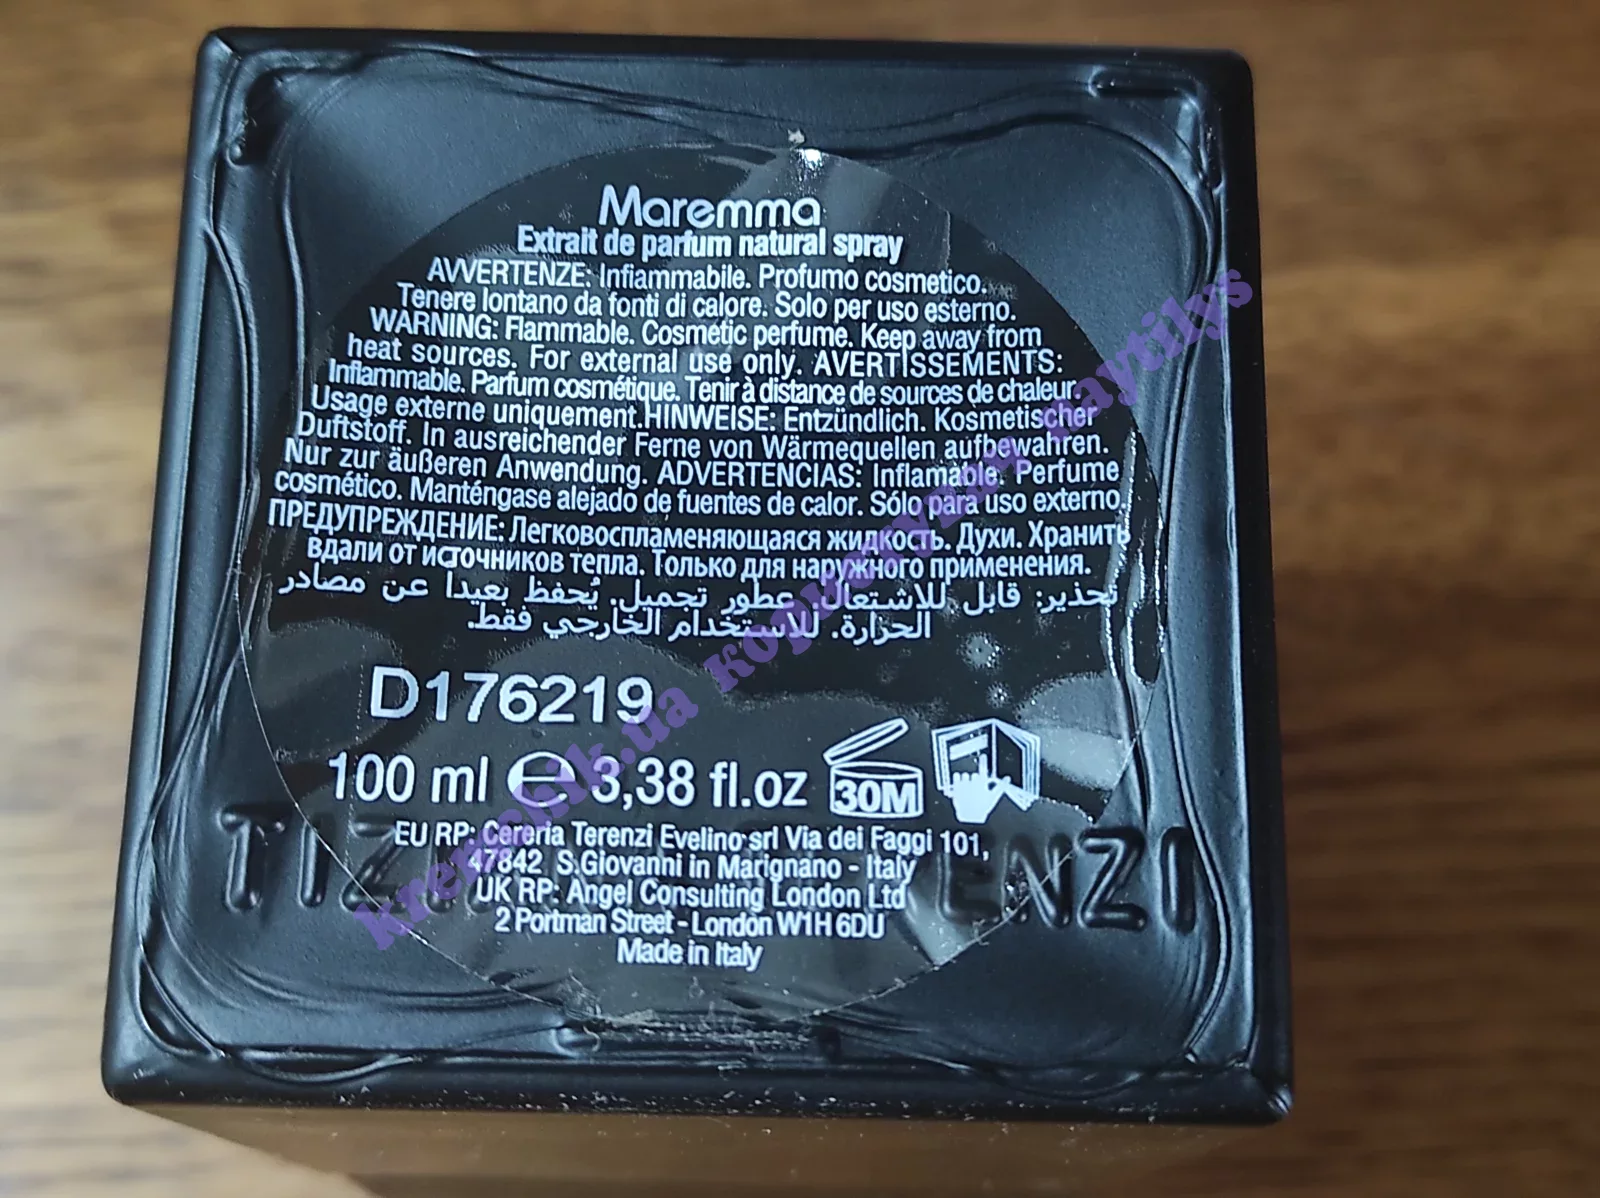 Maremma
Extrait de parfum natural spray
AVVERTENZE: Infiammabile. Profumo cosmetico.
Tenere lontano da fonti di calore. Solo per uso esterno.
WARNING: Flammable. Cosmetic perfume. Keep away from
heat sources. For external use only. AVERTISSEMENTS:
Inflammable. Parfum cosmétique. Tenir à distance de sources de chaleur.
Usage externe uniquement.HINWEISE: Entzündlich. Kosmetischer
Duftstoff. In ausreichender Ferne von Wärmequellen aufbewahren.
Nur zur äußeren Anwendung. ADVERTENCIAS: Inflamable. Perfume
cosmético. Manténgase alejado de fuentes de calor. Sólo para uso externo.
ПРЕДУПРЕЖДЕНИЕ: Легковоспламеняющаяся жидкость. Духи. Хранить
вдали от источников тепла. Только для наружного применения.
تحذير: قابل للاشتعال. عطور تجميل. يُحفظ بعيداً عن مصادر
الحرارة. للاستخدام الخارجي فقط.
D176219
100 ml e 3,38 fl.oz 30M
EU RP: Cereria Terenzi Evelino srl Via dei Faggi 101,
47842 S.Giovanni in Marignano - Italy
UK RP: Angel Consulting London Ltd
2 Portman Street - London W1H 6DU
Made in Italy
TIZ ENZI